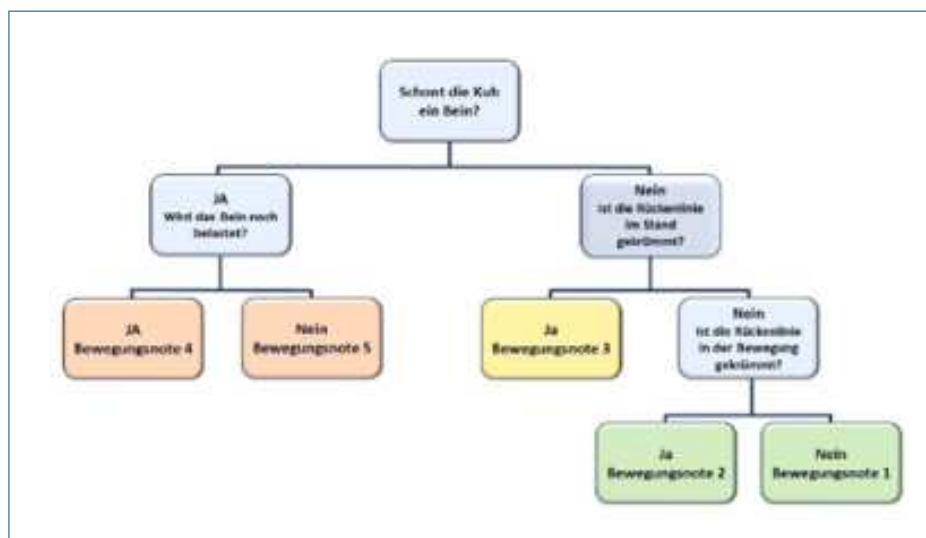 Schont die Kuh
ein Bein?
JA
Wird das Bein noch
belastet?
Nein
Ist die Rückenlinie
im Stand
gekrümmt?
JA
Bewegungsnote 4
Nein
Bewegungsnote 5
Ja
Bewegungsnote 3
Nein
Ist die Rückenlinie
in der Bewegung
gekrümmt?
Ja
Bewegungsnote 2
Nein
Bewegungsnote 1